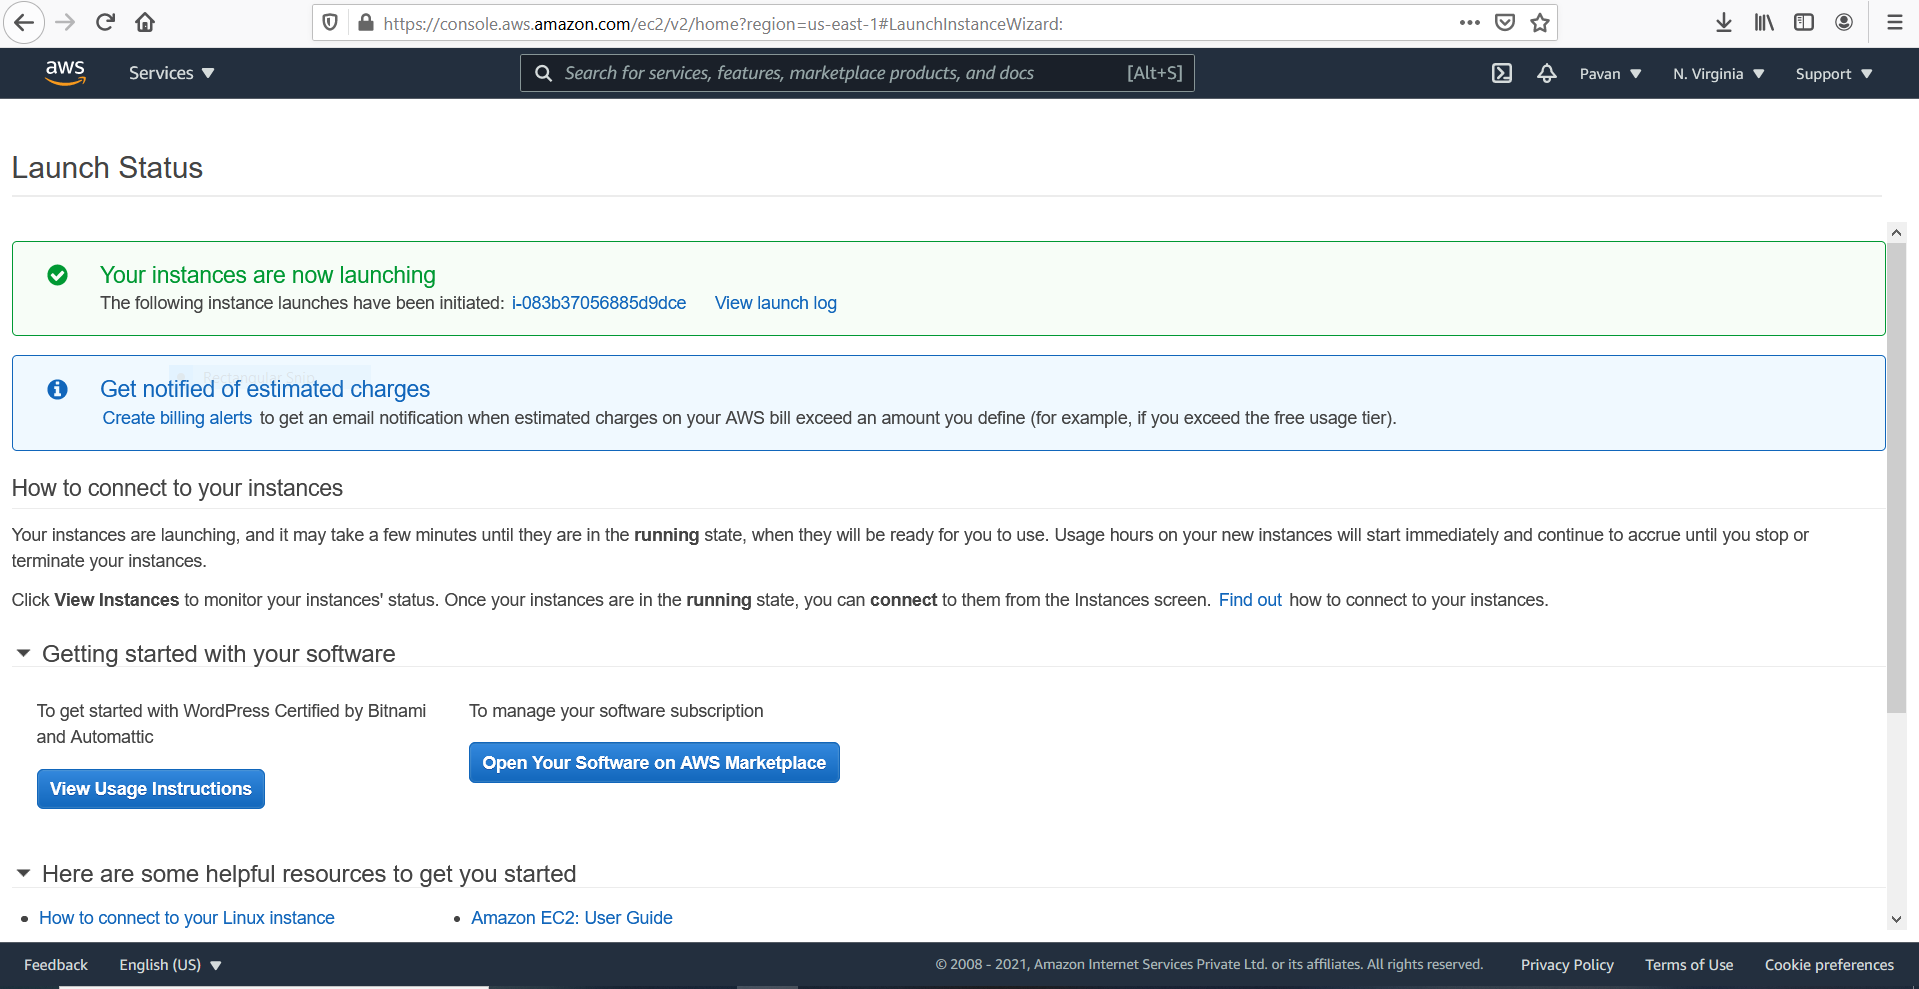 https://console.aws.amazon.com/ec2/v2/home?region=us-east-1#LaunchInstanceWizard:
aws Services Search for services, features, marketplace products, and docs [Alt+S] Pavan N. Virginia Support
Launch Status
Your instances are now launching
The following instance launches have been initiated: i-083b37056885d9dce View launch log
Rectangular Snip
Get notified of estimated charges
Create billing alerts to get an email notification when estimated charges on your AWS bill exceed an amount you define (for example, if you exceed the free usage tier).
How to connect to your instances
Your instances are launching, and it may take a few minutes until they are in the running state, when they will be ready for you to use. Usage hours on your new instances will start immediately and continue to accrue until you stop or
terminate your instances.
Click View Instances to monitor your instances' status. Once your instances are in the running state, you can connect to them from the Instances screen. Find out how to connect to your instances.
Getting started with your software
To get started with WordPress Certified by Bitnami
and Automattic
View Usage Instructions
To manage your software subscription
Open Your Software on AWS Marketplace
Here are some helpful resources to get you started
• How to connect to your Linux instance
• Amazon EC2: User Guide
Feedback English (US) © 2008 - 2021, Amazon Internet Services Private Ltd. or its affiliates. All rights reserved. Privacy Policy Terms of Use Cookie preferences